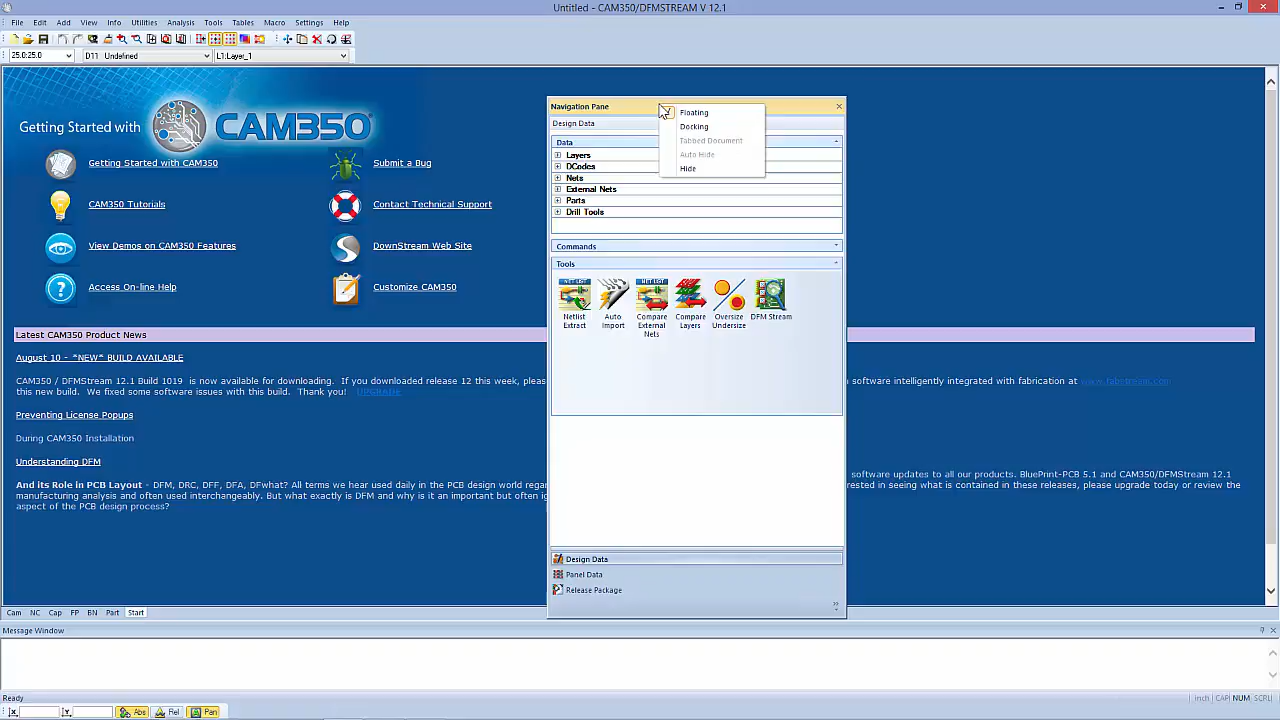 Untitled - CAM350/DFMSTREAM V 12.1
File Edit Add View Info Utilities Analysis Tools Tables Macro Settings Help
25.0:25.0 D11 Undefined L1:Layer_1
Getting Started with CAM350
Getting Started with CAM350
Submit a Bug
CAM350 Tutorials
Contact Technical Support
View Demos on CAM350 Features
DownStream Web Site
Access On-line Help
Customize CAM350
Latest CAM350 Product News
August 10 - *NEW* BUILD AVAILABLE
CAM350 / DFMStream 12.1 Build 1019 is now available for downloading. If you downloaded release 12 this week, pleas
this new build. We fixed some software issues with this build. Thank you! UPGRADE
Preventing License Popups
During CAM350 Installation
Understanding DFM
And its Role in PCB Layout - DFM, DRC, DFF, DFA, DFwhat? All terms we hear used daily in the PCB design world regar
manufacturing analysis and often used interchangeably. But what exactly is DFM and why is it an important but often ig
aspect of the PCB design process?
software intelligently integrated with fabrication at www.fabstream.com
software updates to all our products. BluePrint-PCB 5.1 and CAM350/DFMStream 12.1
rested in seeing what is contained in these releases, please upgrade today or review the
Navigation Pane
Design Data
Data
Layers
DCodes
Nets
External Nets
Parts
Drill Tools
Floating
Docking
Tabbed Document
Auto Hide
Hide
Commands
Tools
NET LIST NET LIST
Netlist Extract
Auto Import
Compare External Nets
Compare Layers
Oversize Undersize
DFM Stream
Design Data
Panel Data
Release Package
Cam NC Cap FP BN Part Start
Message Window
Ready
inch CAP NUM SCRL
X Y Abs Rel Pan